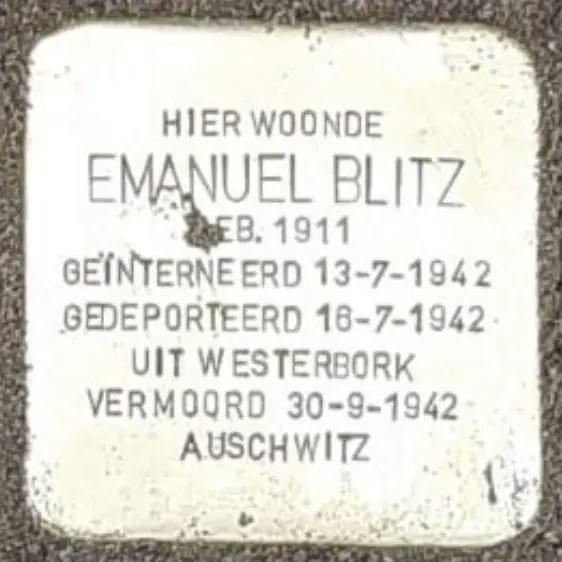 HIER WOONDE
EMANUEL BLITZ
GEB. 1911
GEÏNTERNEERD 13-7-1942
GEDEPORTEERD 16-7-1942
UIT WESTERBORK
VERMOORD 30-9-1942
AUSCHWITZ